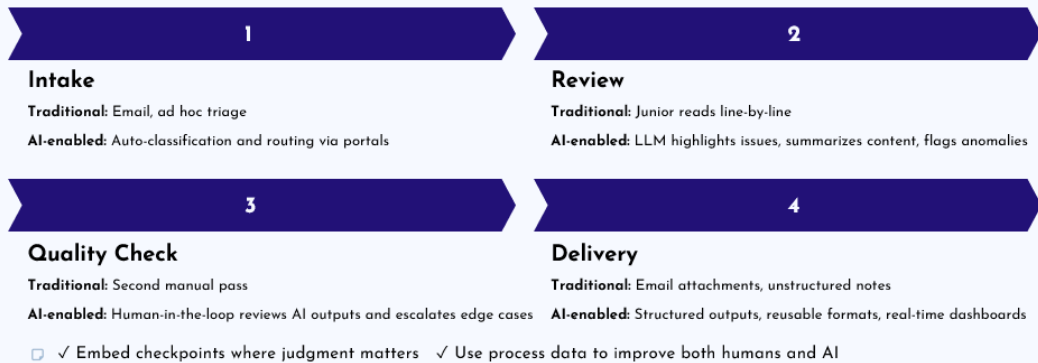 1
Intake
Traditional: Email, ad hoc triage
AI-enabled: Auto-classification and routing via portals
2
Review
Traditional: Junior reads line-by-line
AI-enabled: LLM highlights issues, summarizes content, flags anomalies
3
Quality Check
Traditional: Second manual pass
AI-enabled: Human-in-the-loop reviews AI outputs and escalates edge cases
4
Delivery
Traditional: Email attachments, unstructured notes
AI-enabled: Structured outputs, reusable formats, real-time dashboards
✓ Embed checkpoints where judgment matters ✓ Use process data to improve both humans and AI